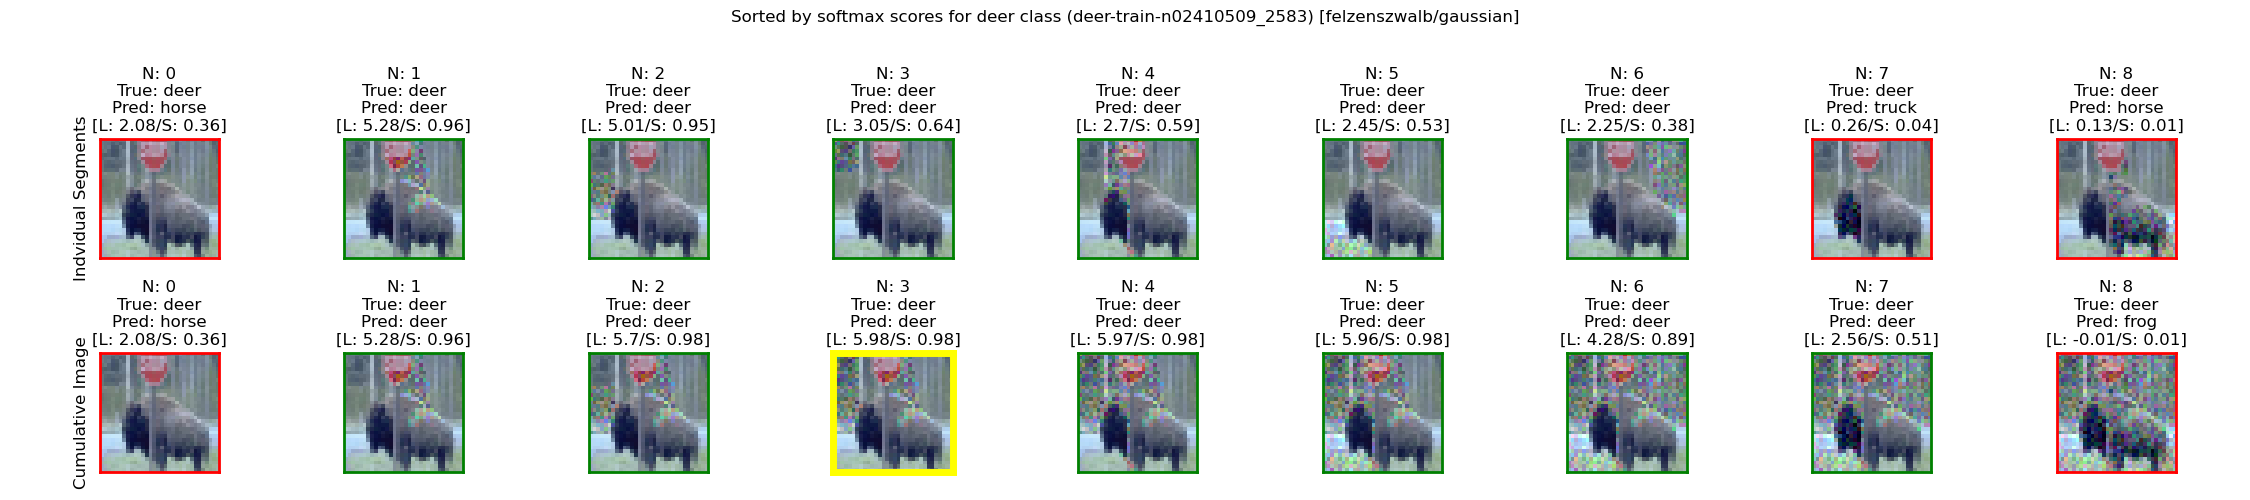 Sorted by softmax scores for deer class (deer-train-n02410509_2583) [felzenszwalb/gaussian]
Indvidual Segments
N: 0
True: deer
Pred: horse
[L: 2.08/S: 0.36]
N: 1
True: deer
Pred: deer
[L: 5.28/S: 0.96]
N: 2
True: deer
Pred: deer
[L: 5.01/S: 0.95]
N: 3
True: deer
Pred: deer
[L: 3.05/S: 0.64]
N: 4
True: deer
Pred: deer
[L: 2.7/S: 0.59]
N: 5
True: deer
Pred: deer
[L: 2.45/S: 0.53]
N: 6
True: deer
Pred: deer
[L: 2.25/S: 0.38]
N: 7
True: deer
Pred: truck
[L: 0.26/S: 0.04]
N: 8
True: deer
Pred: horse
[L: 0.13/S: 0.01]
Cumulative Image
N: 0
True: deer
Pred: horse
[L: 2.08/S: 0.36]
N: 1
True: deer
Pred: deer
[L: 5.28/S: 0.96]
N: 2
True: deer
Pred: deer
[L: 5.7/S: 0.98]
N: 3
True: deer
Pred: deer
[L: 5.98/S: 0.98]
N: 4
True: deer
Pred: deer
[L: 5.97/S: 0.98]
N: 5
True: deer
Pred: deer
[L: 5.96/S: 0.98]
N: 6
True: deer
Pred: deer
[L: 4.28/S: 0.89]
N: 7
True: deer
Pred: deer
[L: 2.56/S: 0.51]
N: 8
True: deer
Pred: frog
[L: -0.01/S: 0.01]